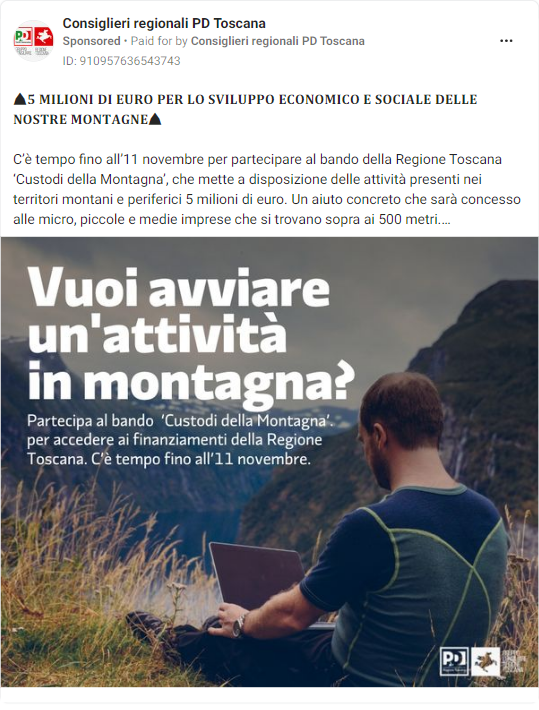 Consiglieri regionali PD Toscana
Sponsored • Paid for by Consiglieri regionali PD Toscana
ID: 910957636543743
5 MILIONI DI EURO PER LO SVILUPPO ECONOMICO E SOCIALE DELLE
NOSTRE MONTAGNE
C'è tempo fino all'11 novembre per partecipare al bando della Regione Toscana
'Custodi della Montagna', che mette a disposizione delle attività presenti nei
territori montani e periferici 5 milioni di euro. Un aiuto concreto che sarà concesso
alle micro, piccole e medie imprese che si trovano sopra ai 500 metri....
Vuoi avviare
un'attività
in montagna?
Partecipa al bando 'Custodi della Montagna'.
per accedere ai finanziamenti della Regione
Toscana. C'è tempo fino all'11 novembre.
PD